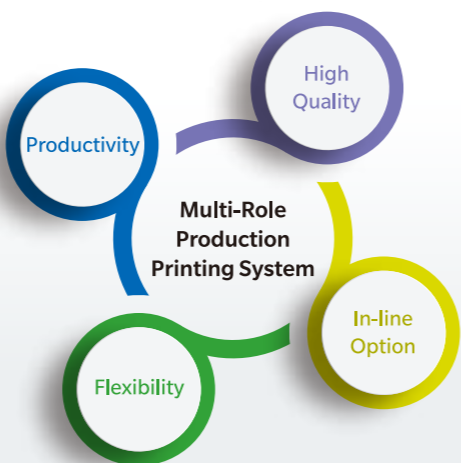 High
Quality
Productivity
Multi-Role
Production
Printing System
In-line
Option
Flexibility